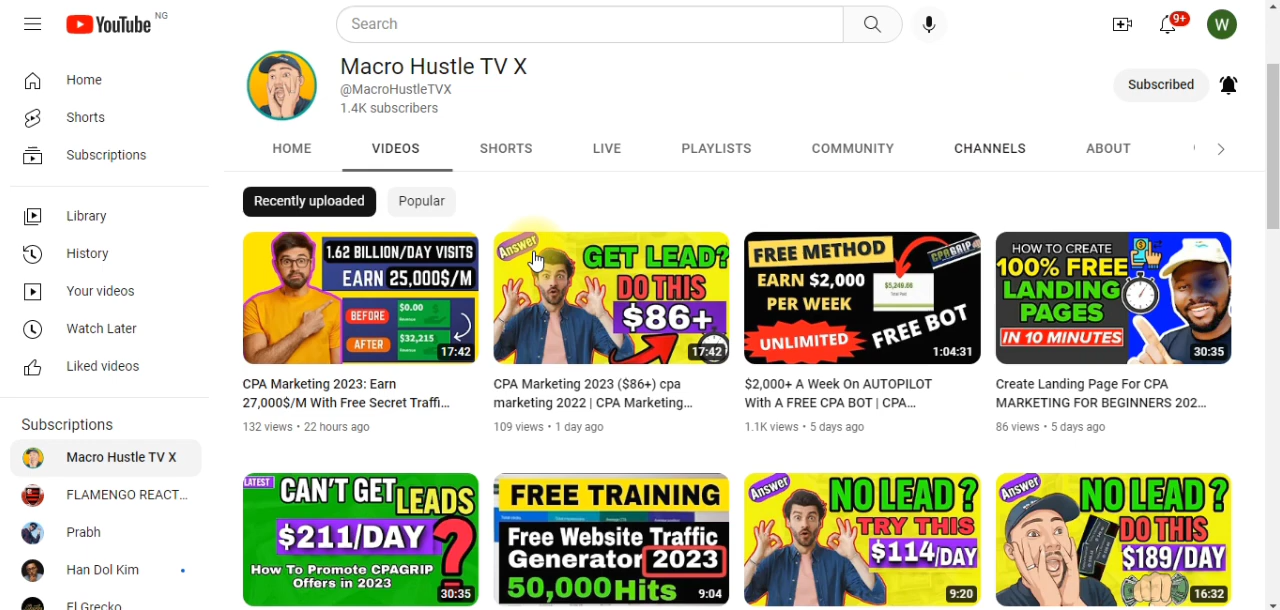 YouTube NG
Search
9+
W
Home
Shorts
Subscriptions
Library
History
Your videos
Watch Later
Liked videos
Subscriptions
Macro Hustle TV X
FLAMENGO REACT...
Prabh
Han Dol Kim
El Grecko
Macro Hustle TV X
@MacroHustleTVX
1.4K subscribers
Subscribed
HOME
VIDEOS
SHORTS
LIVE
PLAYLISTS
COMMUNITY
CHANNELS
ABOUT
Recently uploaded
Popular
1.62 BILLION/DAY VISITS
EARN 25,000$/M
BEFORE
$0.00
Revenue
AFTER
$32,215
Revenue
17:42
CPA Marketing 2023: Earn
27,000$/M With Free Secret Traffi...
132 views • 22 hours ago
Answer
GET LEAD?
DO THIS
$86+
17:42
CPA Marketing 2023 ($86+) cpa
marketing 2022 | CPA Marketing...
109 views • 1 day ago
FREE METHOD
CPAGRIP
EARN $2,000
PER WEEK
$5,249.06
Total Paid
UNLIMITED
FREE BOT
1:04:31
$2,000+ A Week On AUTOPILOT
With A FREE CPA BOT | CPA...
1.1K views • 5 days ago
HOW TO CREATE
100% FREE
LANDING
PAGES
IN 10 MINUTES
30:35
Create Landing Page For CPA
MARKETING FOR BEGINNERS 202...
86 views • 5 days ago
LATEST
CAN'T GET
LEADS
$211/DAY
?
How To Promote CPAGRIP
Offers in 2023
30:35
FREE TRAINING
Free Website Traffic
Generator 2023
50,000 Hits
9:04
Answer
NO LEAD ?
TRY THIS
$114/DAY
9:20
Answer
NO LEAD ?
DO THIS
$189/DAY
16:32